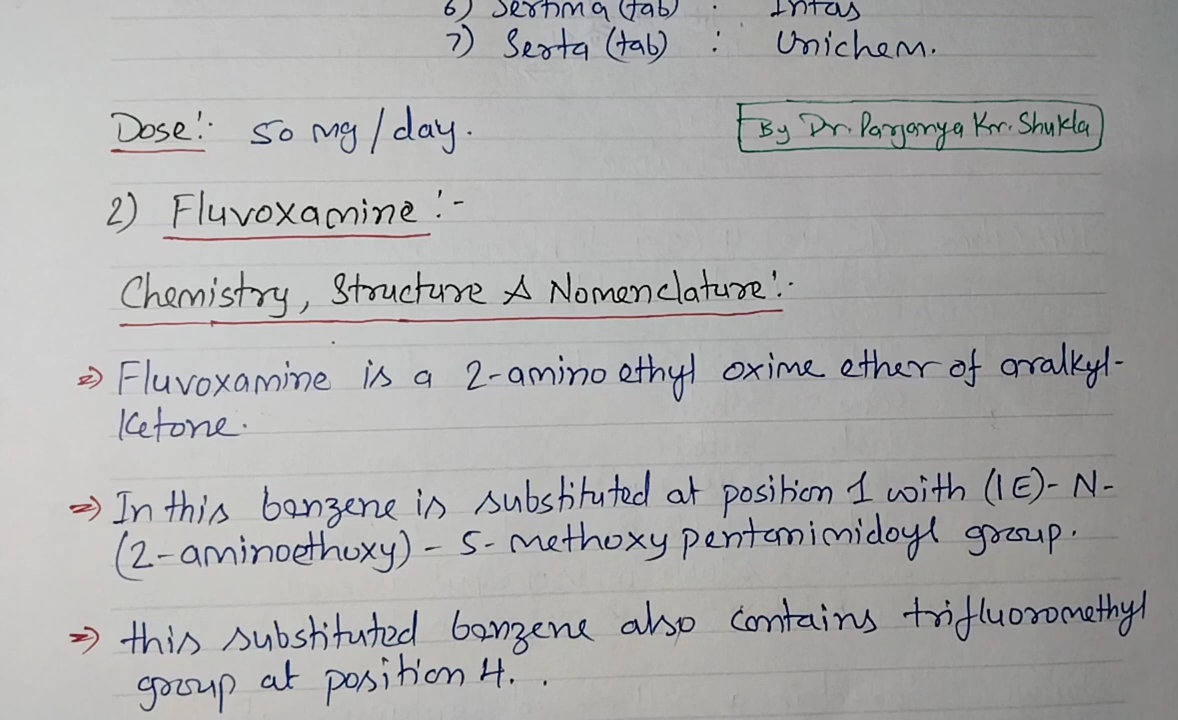 6) Sertima (tab) : Intas
7) Serta (tab) : Unichem.
Dose:- 50 mg/day.
By Dr. Parjanya Kr. Shukla
2) Fluvoxamine :-
Chemistry, Structure & Nomenclature:-
⇒ Fluvoxamine is a 2-amino ethyl oxime ether of aralkyl-
ketone.
⇒ In this benzene is substituted at position 1 with (1E)-N-
(2-aminoethoxy)-5-methoxy pentanimidoyl group.
⇒ this substituted benzene also contains trifluoromethyl
group at position 4.